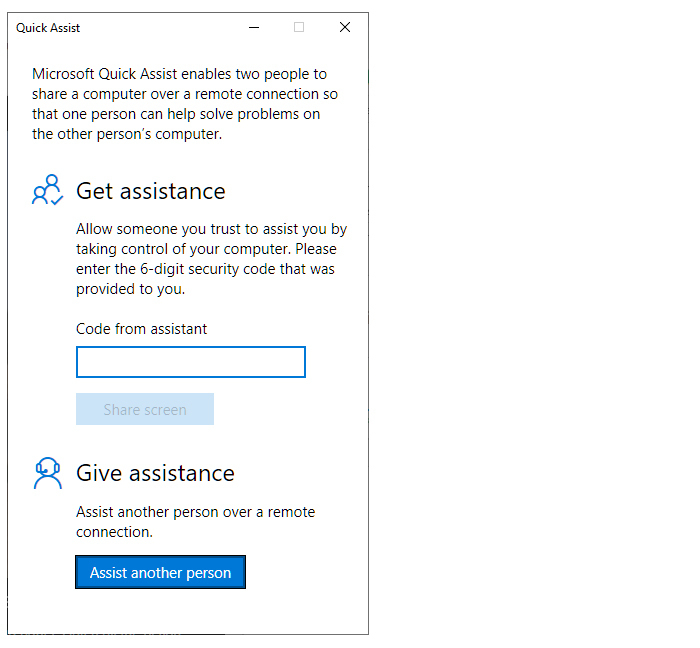 Quick Assist
Microsoft Quick Assist enables two people to
share a computer over a remote connection so
that one person can help solve problems on
the other person's computer.
Get assistance
Allow someone you trust to assist you by
taking control of your computer. Please
enter the 6-digit security code that was
provided to you.
Code from assistant
Share screen
Give assistance
Assist another person over a remote
connection.
Assist another person